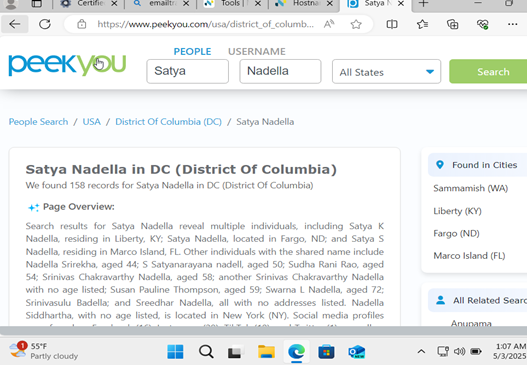 Certifie
emailtra
Tools |
Hostna
Satya N
https://www.peekyou.com/usa/district_of_columb...
PEOPLE USERNAME
peekyou
Satya Nadella All States Search
People Search / USA / District Of Columbia (DC) / Satya Nadella
Satya Nadella in DC (District Of Columbia)
We found 158 records for Satya Nadella in DC (District Of Columbia)
Page Overview:
Search results for Satya Nadella reveal multiple individuals, including Satya K
Nadella, residing in Liberty, KY; Satya Nadella, located in Fargo, ND; and Satya S
Nadella, residing in Marco Island, FL. Other individuals with the shared name include
Nadella Sirekha, aged 44; S Satyanarayana nadell, aged 50; Sudha Rani Rao, aged
54; Srinivas Chakravarthy Nadella, aged 58; another Srinivas Chakravarthy Nadella
with no age listed; Susan Pauline Thompson, aged 59; Swarna L Nadella, aged 72;
Srinivasulu Badella; and Sreedhar Nadella, all with no addresses listed. Nadella
Siddhartha, with no age listed, is located in New York (NY). Social media profiles
Found in Cities
Sammamish (WA)
Liberty (KY)
Fargo (ND)
Marco Island (FL)
All Related Searc
Anupama
1
55°F
Partly cloudy
1:07 AM
5/3/2025